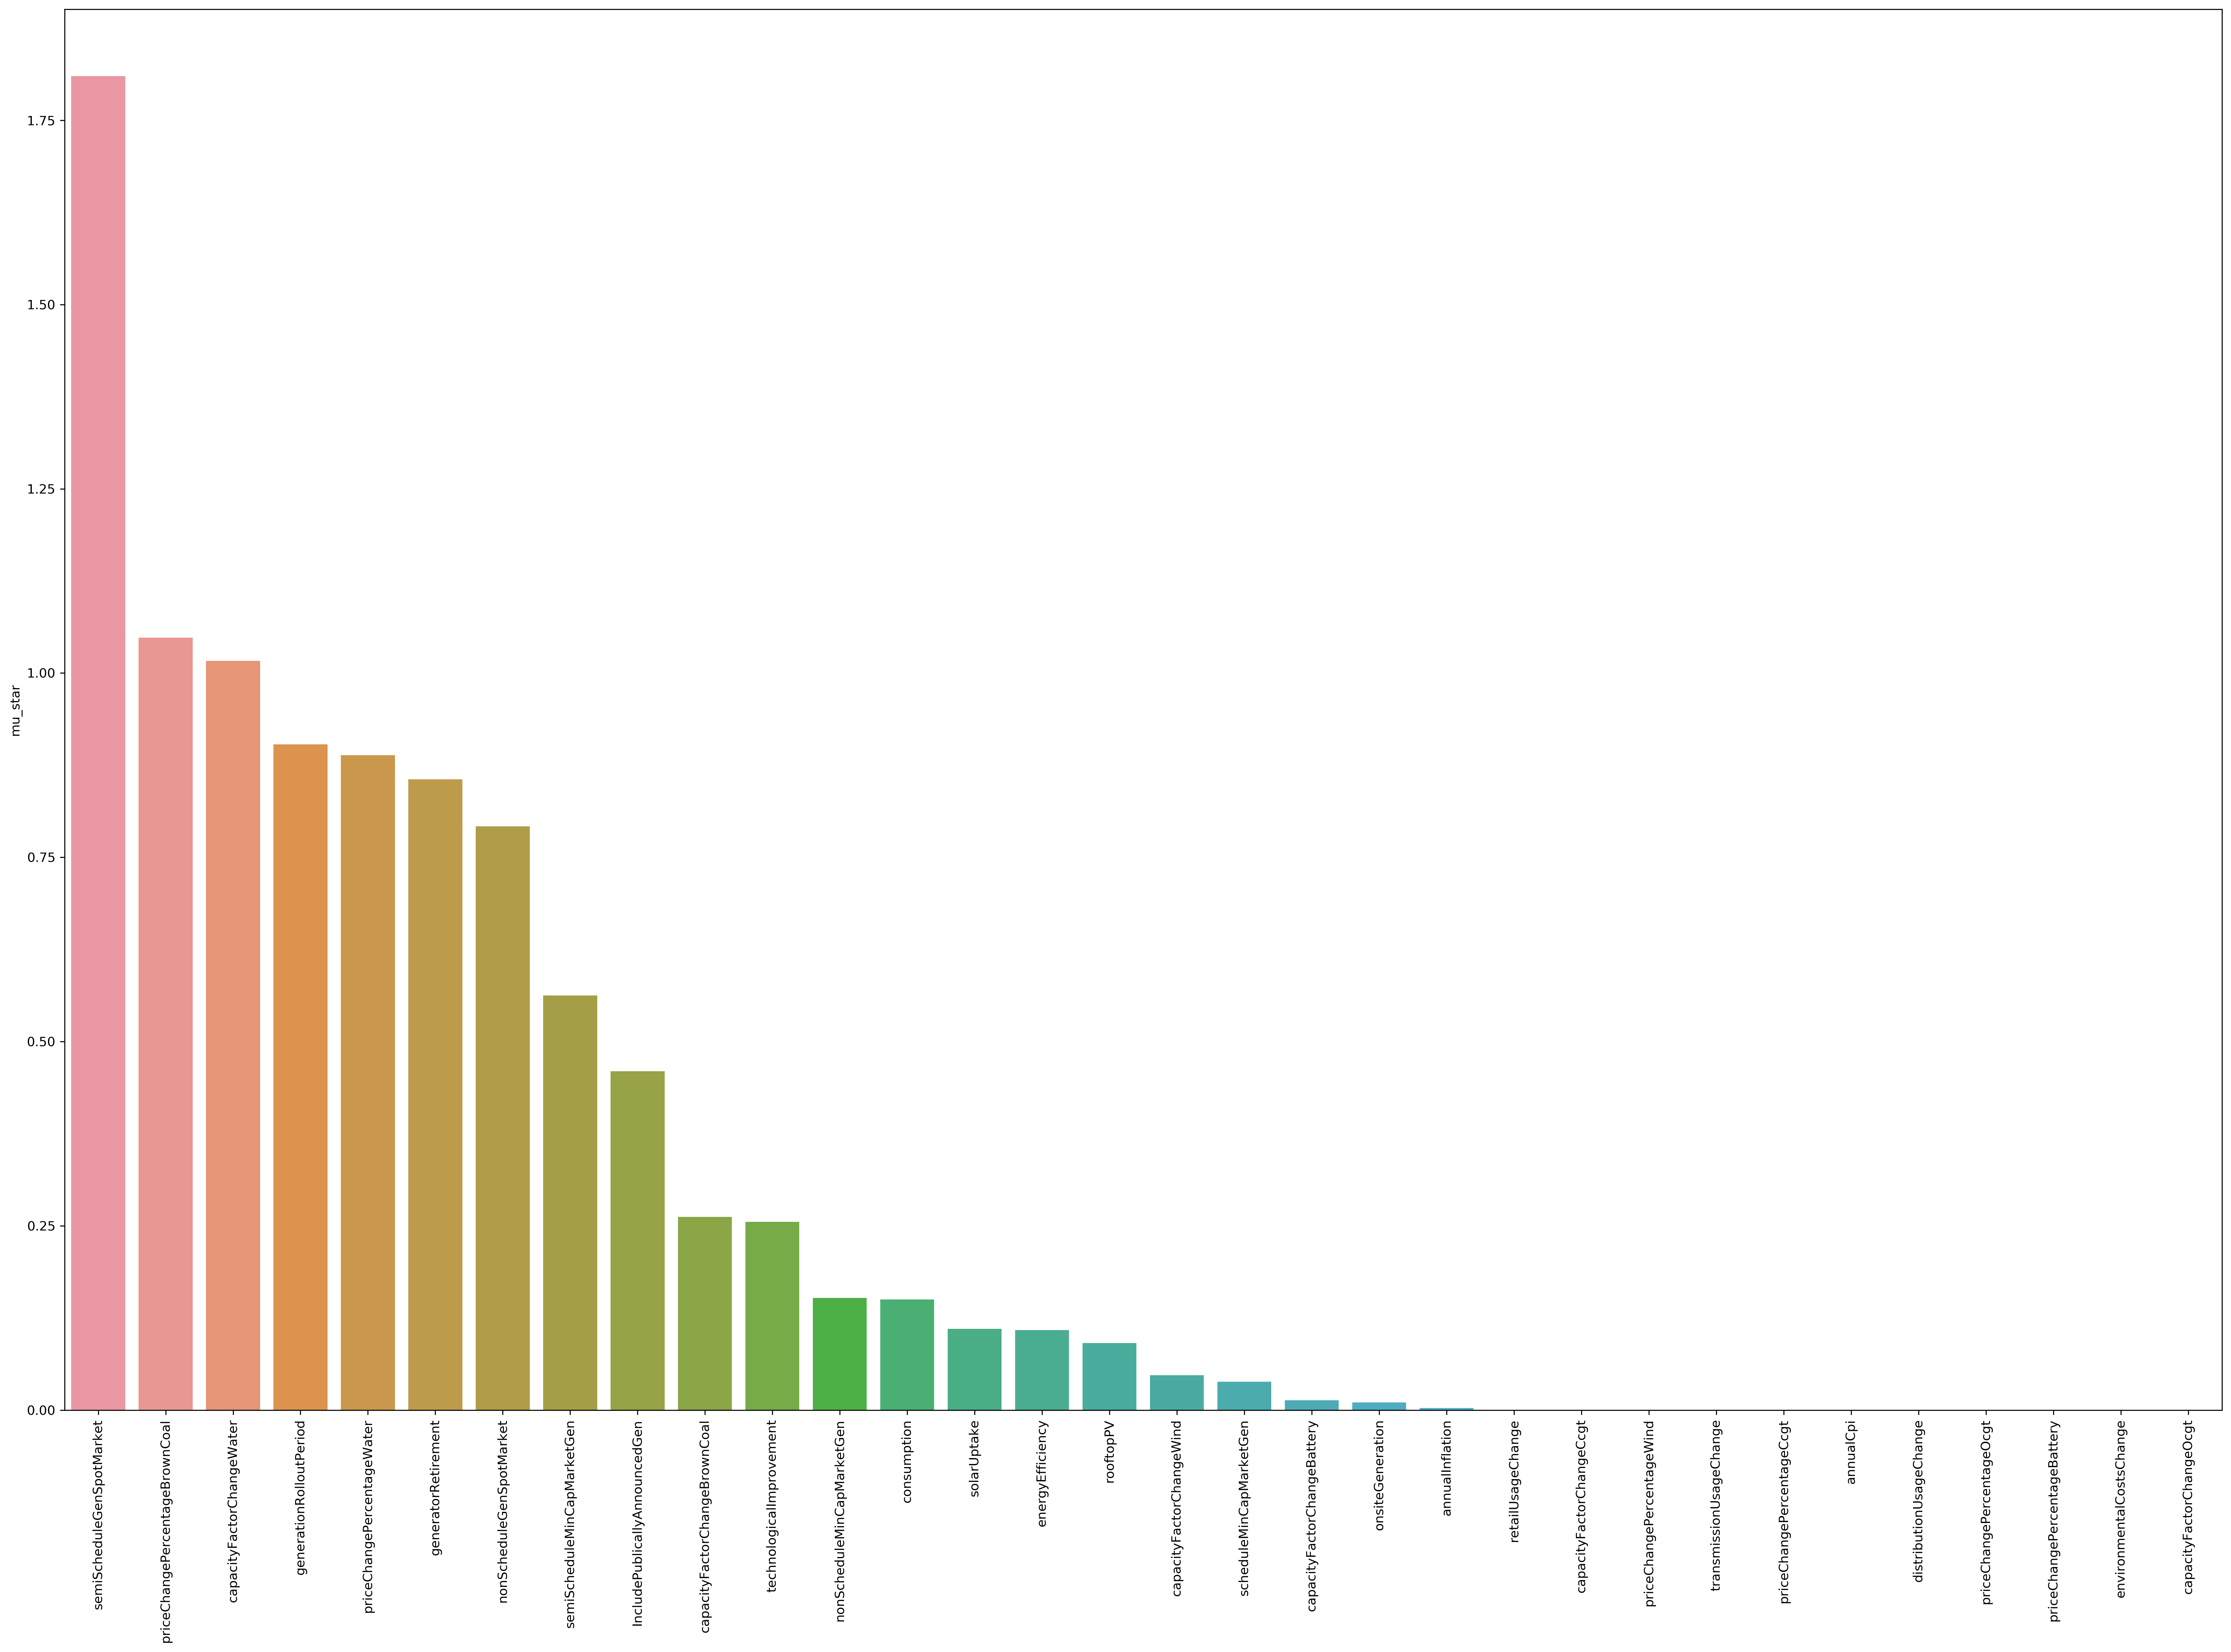 mu_star
1.75
1.50
1.25
1.00
0.75
0.50
0.25
0.00
semiScheduleGenSpotMarket
priceChangePercentageBrownCoal
capacityFactorChangeWater
generationRolloutPeriod
priceChangePercentageWater
generatorRetirement
nonScheduleGenSpotMarket
semiScheduleMinCapMarketGen
IncludePublicallyAnnouncedGen
capacityFactorChangeBrownCoal
technologicalImprovement
nonScheduleMinCapMarketGen
consumption
solarUptake
energyEfficiency
rooftopPV
capacityFactorChangeWind
scheduleMinCapMarketGen
capacityFactorChangeBattery
onsiteGeneration
annualInflation
retailUsageChange
capacityFactorChangeCcgt
priceChangePercentageWind
transmissionUsageChange
priceChangePercentageCcgt
annualCpi
distributionUsageChange
priceChangePercentageOcgt
priceChangePercentageBattery
environmentalCostsChange
capacityFactorChangeOcgt